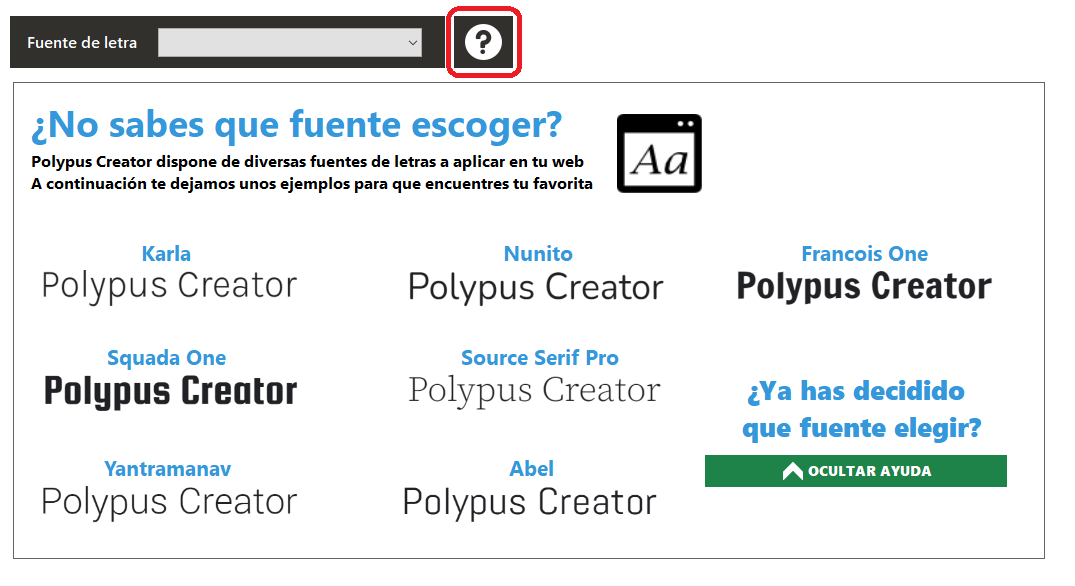 Fuente de letra
?
¿No sabes que fuente escoger?
Polypus Creator dispone de diversas fuentes de letras a aplicar en tu web
A continuación te dejamos unos ejemplos para que encuentres tu favorita
Aa
Karla
Polypus Creator
Nunito
Polypus Creator
Francois One
Polypus Creator
Squada One
Polypus Creator
Source Serif Pro
Polypus Creator
¿Ya has decidido
que fuente elegir?
OCULTAR AYUDA
Yantramanav
Polypus Creator
Abel
Polypus Creator